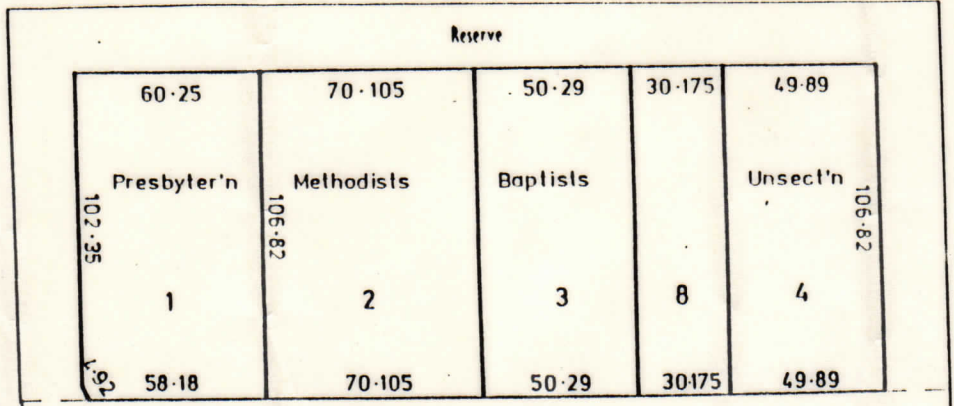 Reserve
60·25 70·105 50·29 30·175 49·89
Presbyter'n Methodists Baptists Unsect'n
102·35 106·82 106·82
1 2 3 8 4
4·92
58·18 70·105 50·29 30·175 49·89